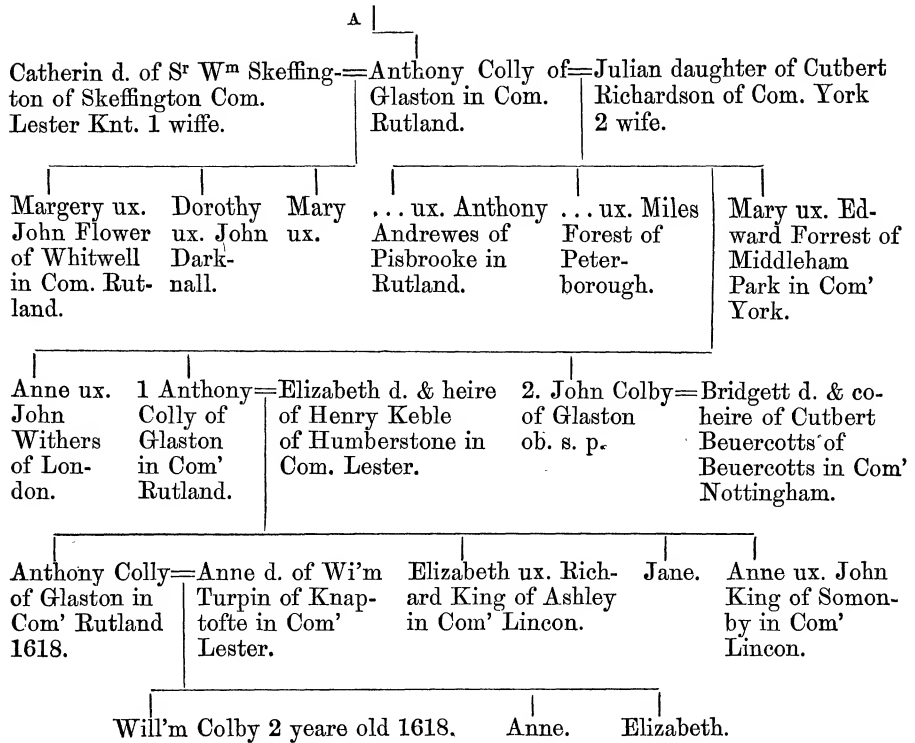 A
Catherin d. of Sʳ Wᵐ Skeffing-
ton of Skeffington Com.
Lester Knt. 1 wiffe.
=
Anthony Colly of
Glaston in Com.
Rutland.
=
Julian daughter of Cutbert
Richardson of Com. York
2 wife.
Margery ux.
John Flower
of Whitwell
in Com. Rut-
land.
Dorothy
ux. John
Dark-
nall.
Mary
ux.
... ux. Anthony
Andrewes of
Pisbrooke in
Rutland.
... ux. Miles
Forest of
Peter-
borough.
Mary ux. Ed-
ward Forrest of
Middleham
Park in Com'
York.
Anne ux.
John
Withers
of Lon-
don.
1 Anthony
Colly of
Glaston
in Com'
Rutland.
=
Elizabeth d. & heire
of Henry Keble
of Humberstone in
Com. Lester.
2. John Colby
of Glaston
ob. s. p.
=
Bridgett d. & co-
heire of Cutbert
Beuercotts of
Beuercotts in Com'
Nottingham.
Anthony Colly
of Glaston in
Com' Rutland
1618.
=
Anne d. of Wi'm
Turpin of Knap-
tofte in Com'
Lester.
Elizabeth ux. Rich-
ard King of Ashley
in Com' Lincon.
Jane.
Anne ux. John
King of Somon-
by in Com'
Lincon.
Will'm Colby 2 yeare old 1618.
Anne.
Elizabeth.